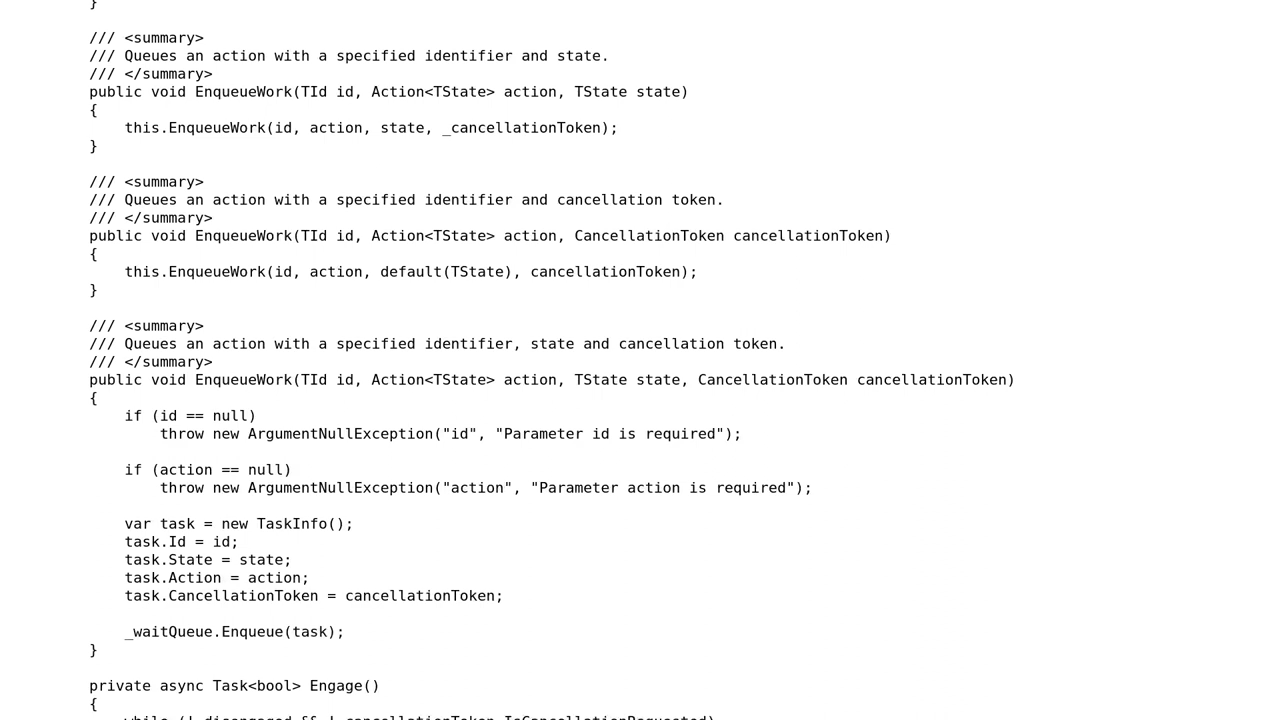 }
/// <summary>
/// Queues an action with a specified identifier and state.
/// </summary>
public void EnqueueWork(TId id, Action<TState> action, TState state)
{
    this.EnqueueWork(id, action, state, _cancellationToken);
}
/// <summary>
/// Queues an action with a specified identifier and cancellation token.
/// </summary>
public void EnqueueWork(TId id, Action<TState> action, CancellationToken cancellationToken)
{
    this.EnqueueWork(id, action, default(TState), cancellationToken);
}
/// <summary>
/// Queues an action with a specified identifier, state and cancellation token.
/// </summary>
public void EnqueueWork(TId id, Action<TState> action, TState state, CancellationToken cancellationToken)
{
    if (id == null)
        throw new ArgumentNullException("id", "Parameter id is required");
    if (action == null)
        throw new ArgumentNullException("action", "Parameter action is required");
    var task = new TaskInfo();
    task.Id = id;
    task.State = state;
    task.Action = action;
    task.CancellationToken = cancellationToken;
    _waitQueue.Enqueue(task);
}
private async Task<bool> Engage()
{
    while (!_disengaged && !_cancellationToken.IsCancellationRequested)